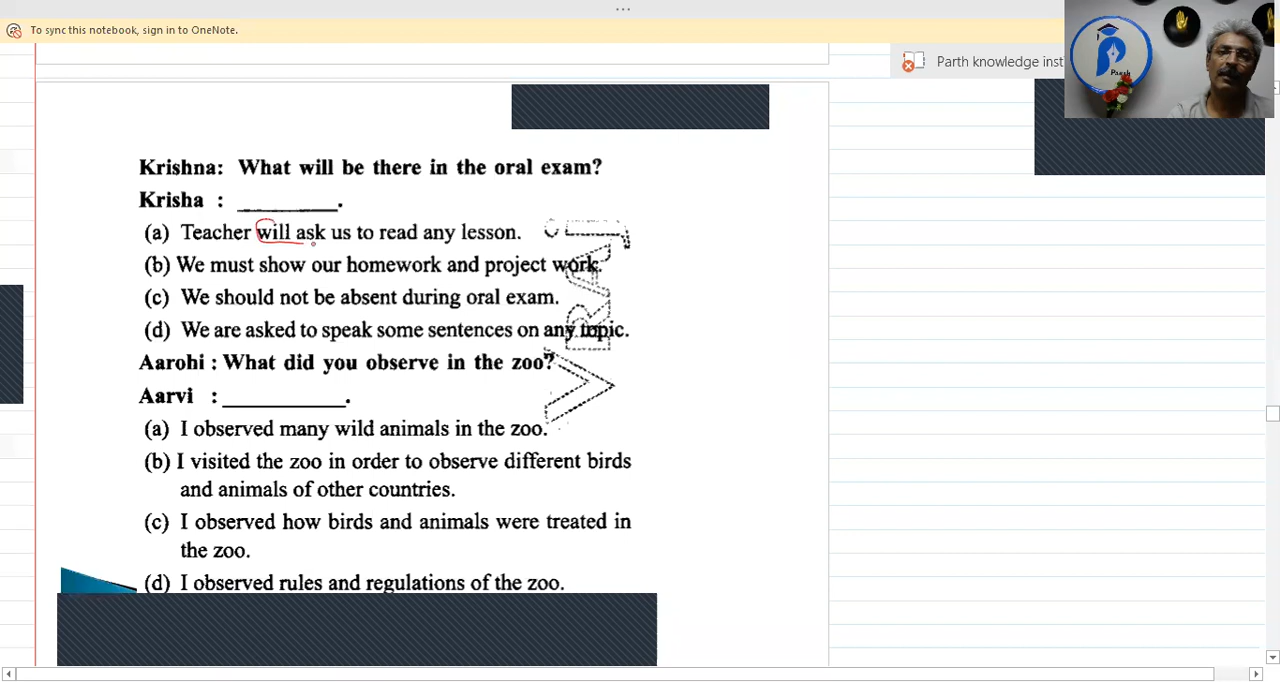 ...
To sync this notebook, sign in to OneNote.
Parth knowledge inst
Parth
Krishna: What will be there in the oral exam?
Krisha : ________.
(a) Teacher will ask us to read any lesson.
(b) We must show our homework and project work.
(c) We should not be absent during oral exam.
(d) We are asked to speak some sentences on any topic.
Aarohi : What did you observe in the zoo?
Aarvi : __________.
(a) I observed many wild animals in the zoo.
(b) I visited the zoo in order to observe different birds
and animals of other countries.
(c) I observed how birds and animals were treated in
the zoo.
(d) I observed rules and regulations of the zoo.